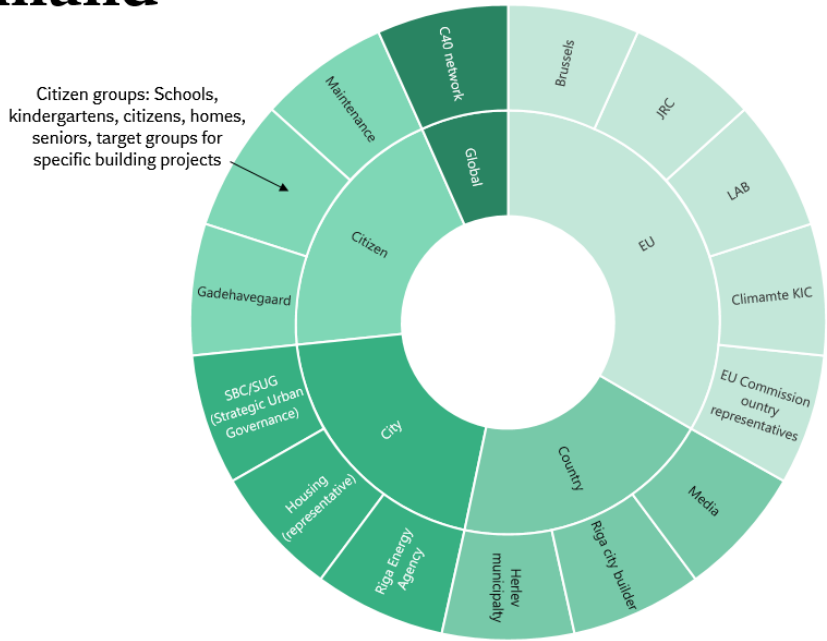 Citizen groups: Schools,
kindergartens, citizens, homes,
seniors, target groups for
specific building projects
C40 network
Global
Brussels
JRC
LAB
Climamte KIC
EU Commission
ountry
representatives
EU
Media
Riga city builder
Herlev
municipalty
Country
Riga Energy
Agency
Housing
(representative)
SBC/SUG
(Strategic Urban
Governance)
City
Gadehavegaard
Maintenance
Citizen